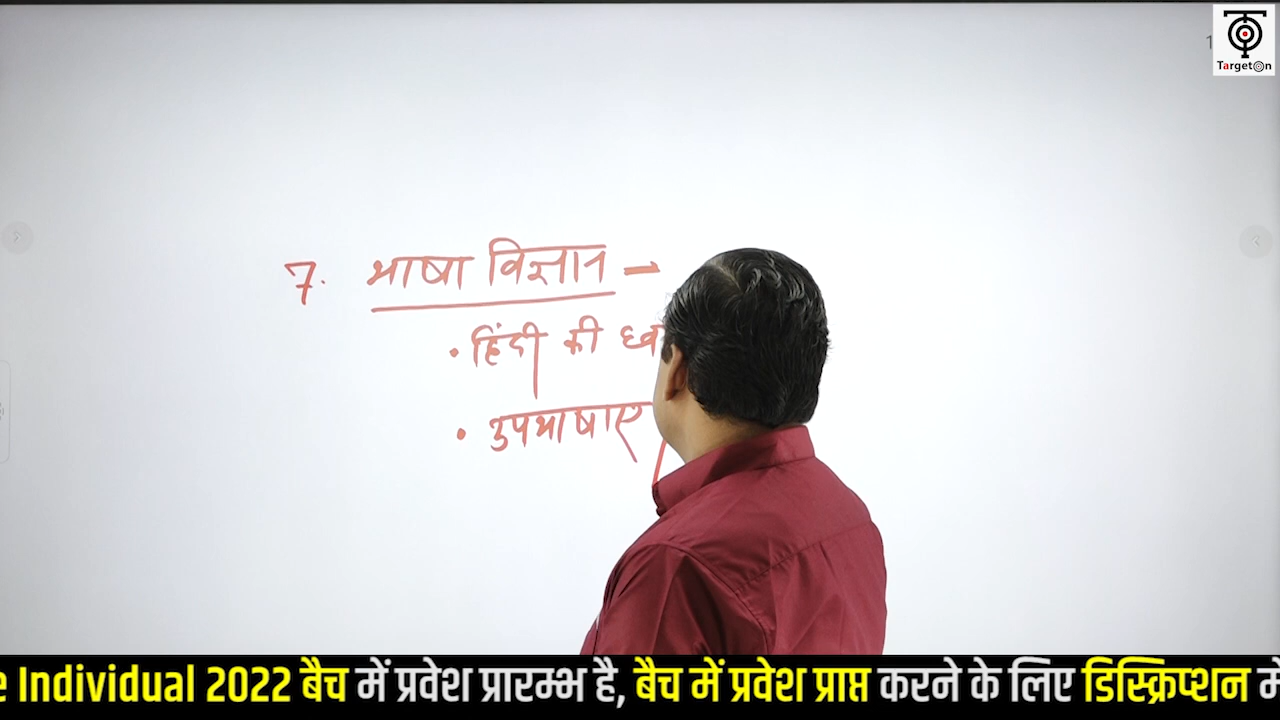 TargetOn
7. भाषा विज्ञान -
• हिंदी की
• उपभाषाएं
Individual 2022 बैच में प्रवेश प्रारम्भ है, बैच में प्रवेश प्राप्त करने के लिए डिस्क्रिप्शन में